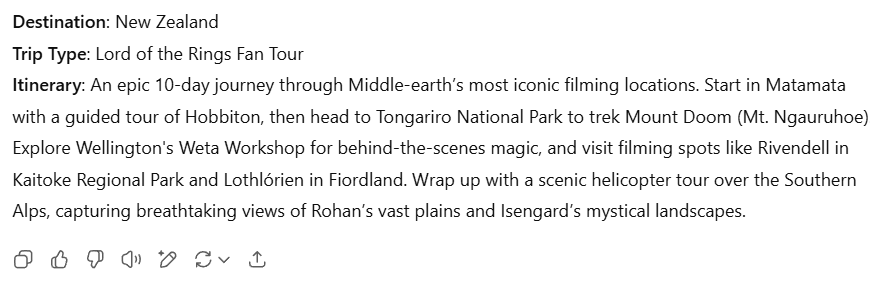 Destination: New Zealand
Trip Type: Lord of the Rings Fan Tour
Itinerary: An epic 10-day journey through Middle-earth’s most iconic filming locations. Start in Matamata
with a guided tour of Hobbiton, then head to Tongariro National Park to trek Mount Doom (Mt. Ngauruhoe)
Explore Wellington's Weta Workshop for behind-the-scenes magic, and visit filming spots like Rivendell in
Kaitoke Regional Park and Lothlórien in Fiordland. Wrap up with a scenic helicopter tour over the Southern
Alps, capturing breathtaking views of Rohan’s vast plains and Isengard’s mystical landscapes.